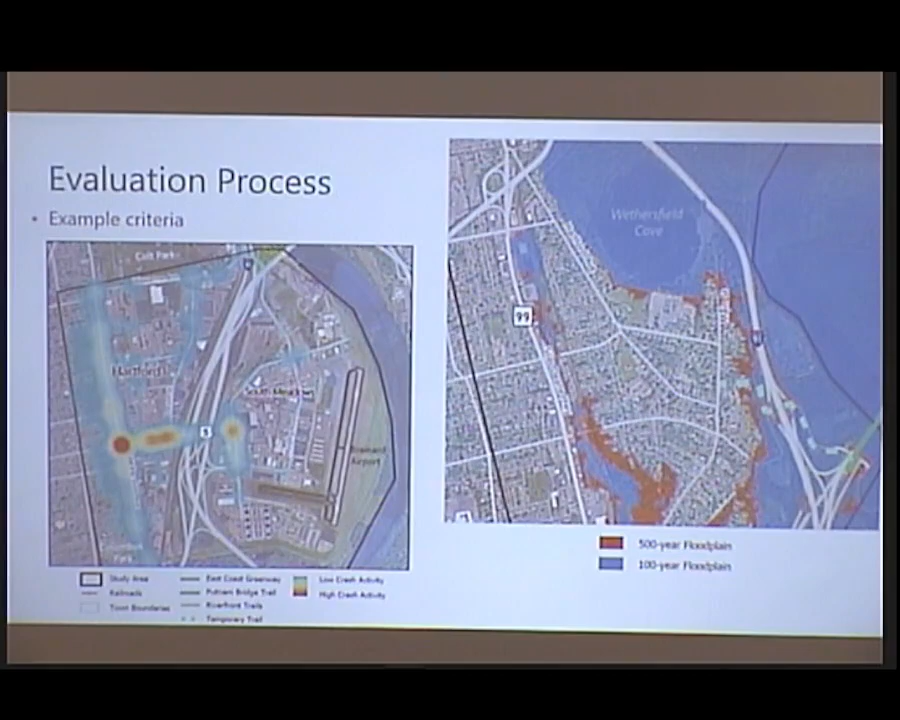 Evaluation Process
• Example criteria
Colt Park
Hartford
South Meadows
5
Brainard
Airport
Park
Study Area
Railroads
Town Boundaries
East Coast Greenway
Putnam Bridge Trail
Riverfront Trails
Temporary Trail
Low Crash Activity
High Crash Activity
Wethersfield
Cove
99
500-year Floodplain
100-year Floodplain